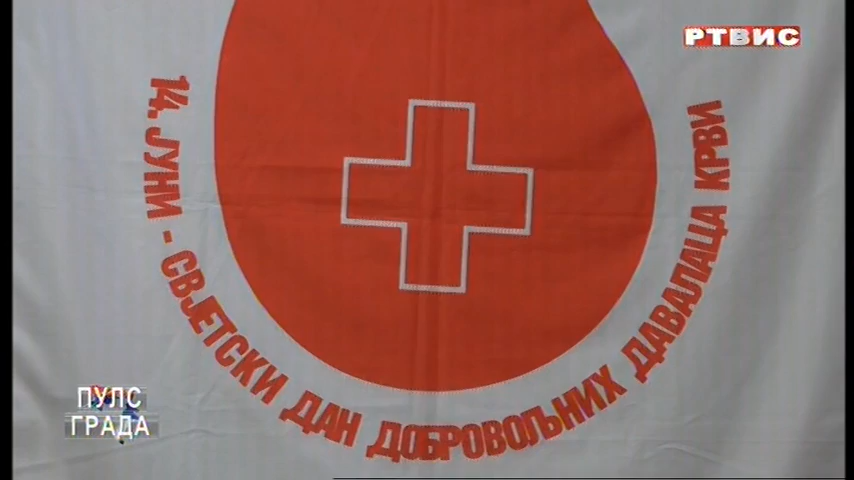 РТВИС
14. ЈУНИ - СВЈЕТСКИ ДАН ДОБРОВОЉНИХ ДАВАЛАЦА КРВИ
ПУЛС
ГРАДА